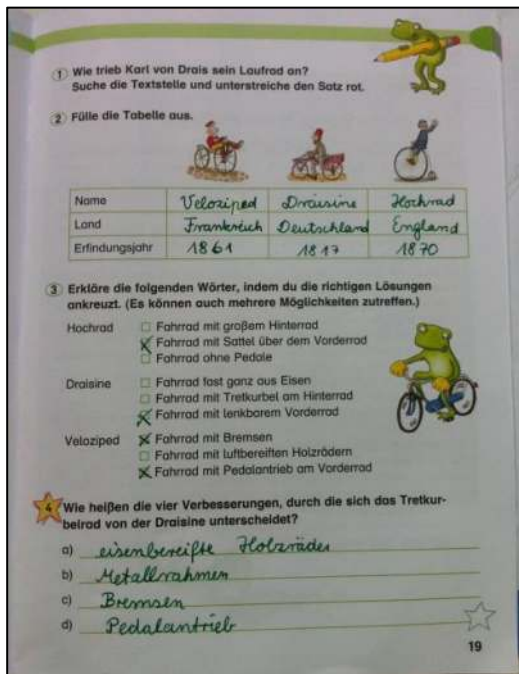 1 Wie trieb Karl von Drais sein Laufrad an?
Suche die Textstelle und unterstreiche den Satz rot.
2 Fülle die Tabelle aus.
Name Veloziped Draisine Hochrad
Land Frankreich Deutschland England
Erfindungsjahr 1861 1817 1870
3 Erkläre die folgenden Wörter, indem du die richtigen Lösungen
ankreuzt. (Es können auch mehrere Möglichkeiten zutreffen.)
Hochrad Fahrrad mit großem Hinterrad
Fahrrad mit Sattel über dem Vorderrad
Fahrrad ohne Pedale
Draisine Fahrrad fast ganz aus Eisen
Fahrrad mit Tretkurbel am Hinterrad
Fahrrad mit lenkbarem Vorderrad
Veloziped Fahrrad mit Bremsen
Fahrrad mit luftbereiften Holzrädern
Fahrrad mit Pedalantrieb am Vorderrad
4 Wie heißen die vier Verbesserungen, durch die sich das Tretkur-
belrad von der Draisine unterscheidet?
a) eisenbereifte Holzräder
b) Metallrahmen
c) Bremsen
d) Pedalantrieb
19